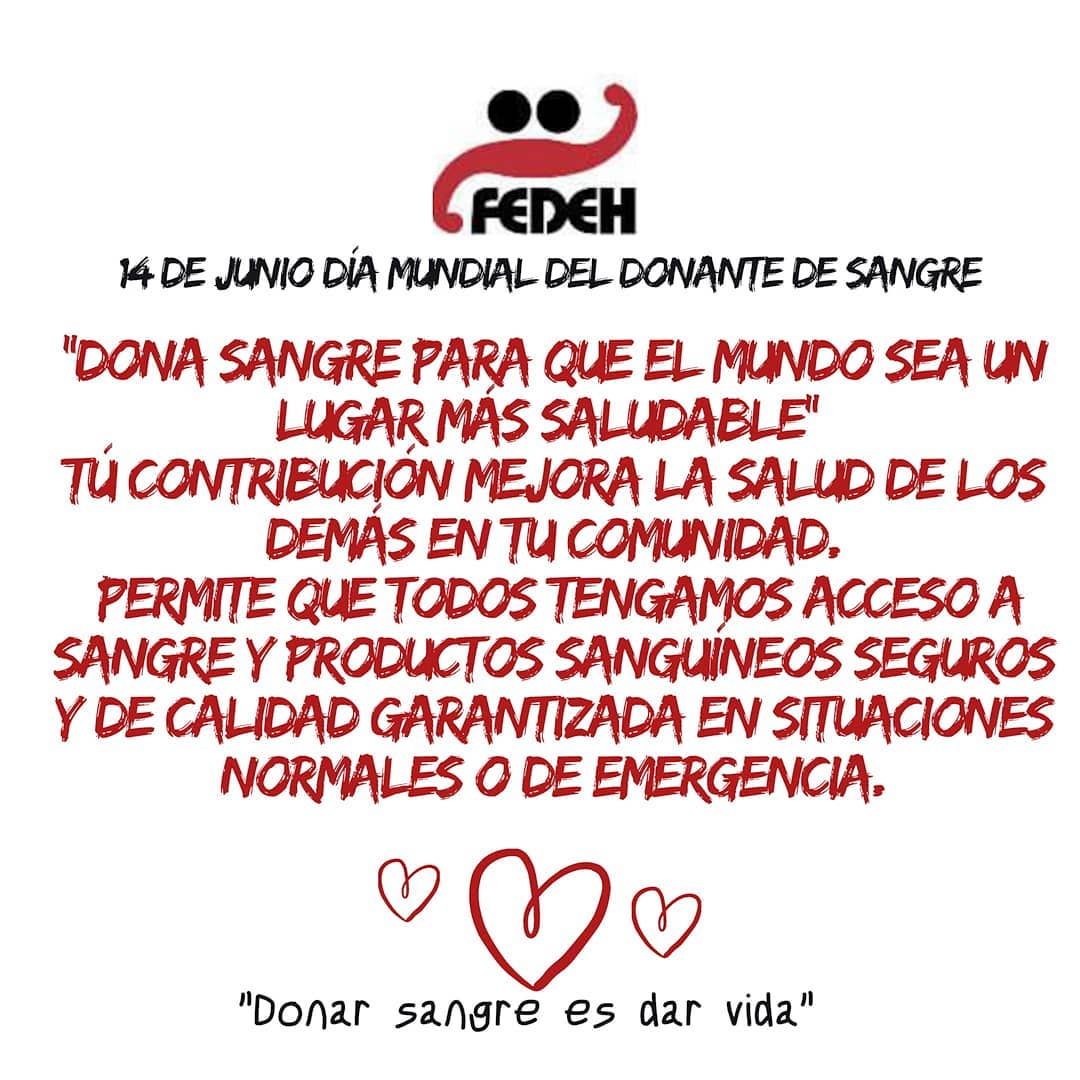 FEDEH
14 DE JUNIO DÍA MUNDIAL DEL DONANTE DE SANGRE
"DONA SANGRE PARA QUE EL MUNDO SEA UN
LUGAR MÁS SALUDABLE"
TÚ CONTRIBUCIÓN MEJORA LA SALUD DE LOS
DEMÁS EN TU COMUNIDAD.
PERMITE QUE TODOS TENGAMOS ACCESO A
SANGRE Y PRODUCTOS SANGUÍNEOS SEGUROS
Y DE CALIDAD GARANTIZADA EN SITUACIONES
NORMALES O DE EMERGENCIA.
"Donar sangre es dar vida"